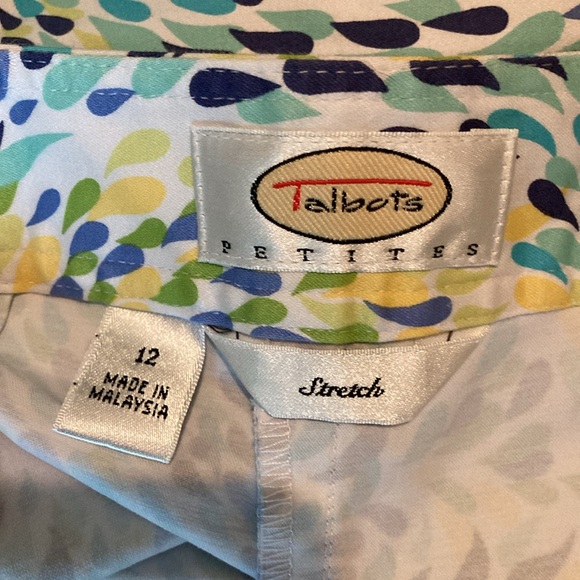 Talbots
PETITES
12
MADE IN
MALAYSIA
Stretch